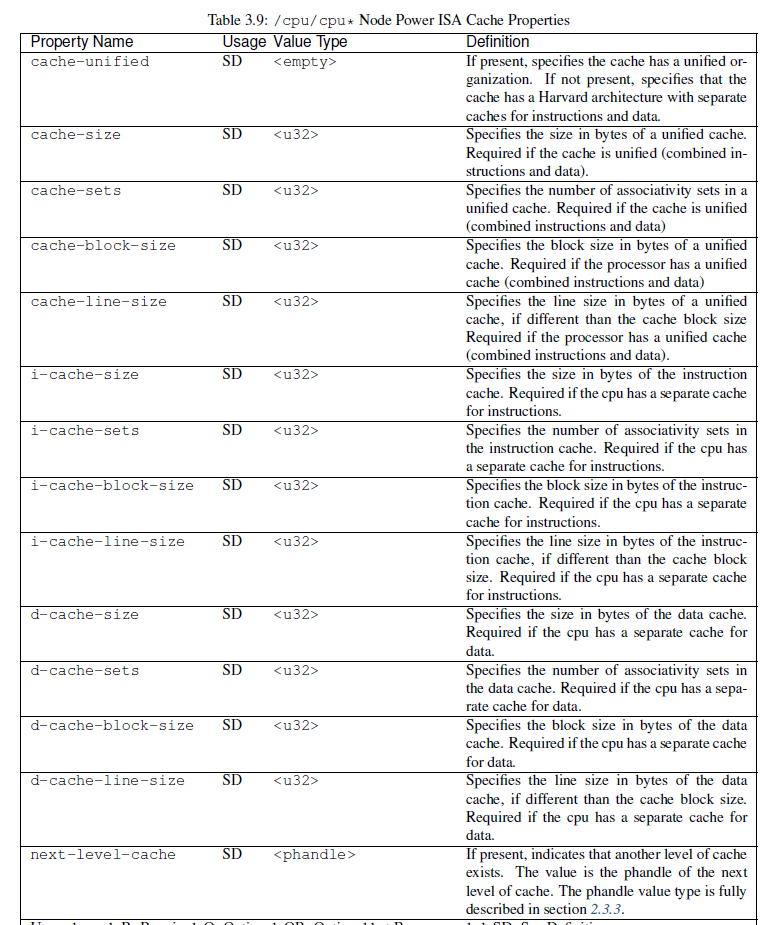 Table 3.9: /cpu/cpu* Node Power ISA Cache Properties
Property Name Usage Value Type Definition
cache-unified SD <empty> If present, specifies the cache has a unified or-
ganization. If not present, specifies that the
cache has a Harvard architecture with separate
caches for instructions and data.
cache-size SD <u32> Specifies the size in bytes of a unified cache.
Required if the cache is unified (combined in-
structions and data).
cache-sets SD <u32> Specifies the number of associativity sets in a
unified cache. Required if the cache is unified
(combined instructions and data)
cache-block-size SD <u32> Specifies the block size in bytes of a unified
cache. Required if the processor has a unified
cache (combined instructions and data)
cache-line-size SD <u32> Specifies the line size in bytes of a unified
cache, if different than the cache block size
Required if the processor has a unified cache
(combined instructions and data).
i-cache-size SD <u32> Specifies the size in bytes of the instruction
cache. Required if the cpu has a separate cache
for instructions.
i-cache-sets SD <u32> Specifies the number of associativity sets in
the instruction cache. Required if the cpu has
a separate cache for instructions.
i-cache-block-size SD <u32> Specifies the block size in bytes of the instruc-
tion cache. Required if the cpu has a separate
cache for instructions.
i-cache-line-size SD <u32> Specifies the line size in bytes of the instruc-
tion cache, if different than the cache block
size. Required if the cpu has a separate cache
for instructions.
d-cache-size SD <u32> Specifies the size in bytes of the data cache.
Required if the cpu has a separate cache for
data.
d-cache-sets SD <u32> Specifies the number of associativity sets in
the data cache. Required if the cpu has a sepa-
rate cache for data.
d-cache-block-size SD <u32> Specifies the block size in bytes of the data
cache. Required if the cpu has a separate cache
for data.
d-cache-line-size SD <u32> Specifies the line size in bytes of the data
cache, if different than the cache block size.
Required if the cpu has a separate cache for
data.
next-level-cache SD <phandle> If present, indicates that another level of cache
exists. The value is the phandle of the next
level of cache. The phandle value type is fully
described in section 2.3.3.